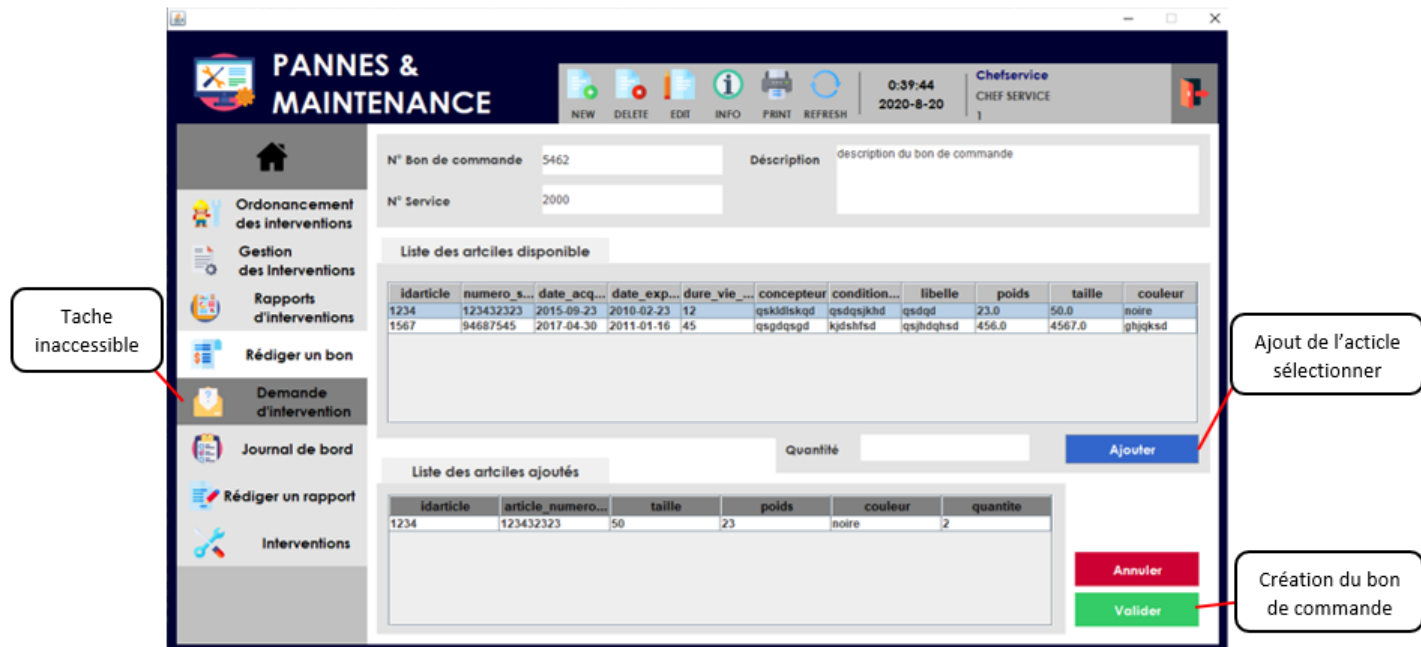 PANNES &
MAINTENANCE
NEW DELETE EDIT INFO PRINT REFRESH
0:39:44
2020-8-20
Chefservice
CHEF SERVICE
1
N° Bon de commande 5462
Déscription description du bon de commande
N° Service 2000
Ordonancement
des interventions
Gestion
des Interventions
Rapports
d'interventions
Rédiger un bon
Demande
d'intervention
Journal de bord
Rédiger un rapport
Interventions
Liste des artciles disponible
idarticle numero_s... date_acq... date_exp... dure_vie_... concepteur condition... libelle poids taille couleur
1234 123432323 2015-09-23 2010-02-23 12 qskldlskqd qsdqsjkhd qsdqd 23.0 50.0 noire
1567 94687545 2017-04-30 2011-01-16 45 qsgdqsgd kjdshfsd qsjhdqhsd 456.0 4567.0 ghjqksd
Quantité
Ajouter
Liste des artciles ajoutés
idarticle article_numero... taille poids couleur quantite
1234 123432323 50 23 noire 2
Annuler
Valider
Tache
inaccessible
Ajout de l'acticle
sélectionner
Création du bon
de commande